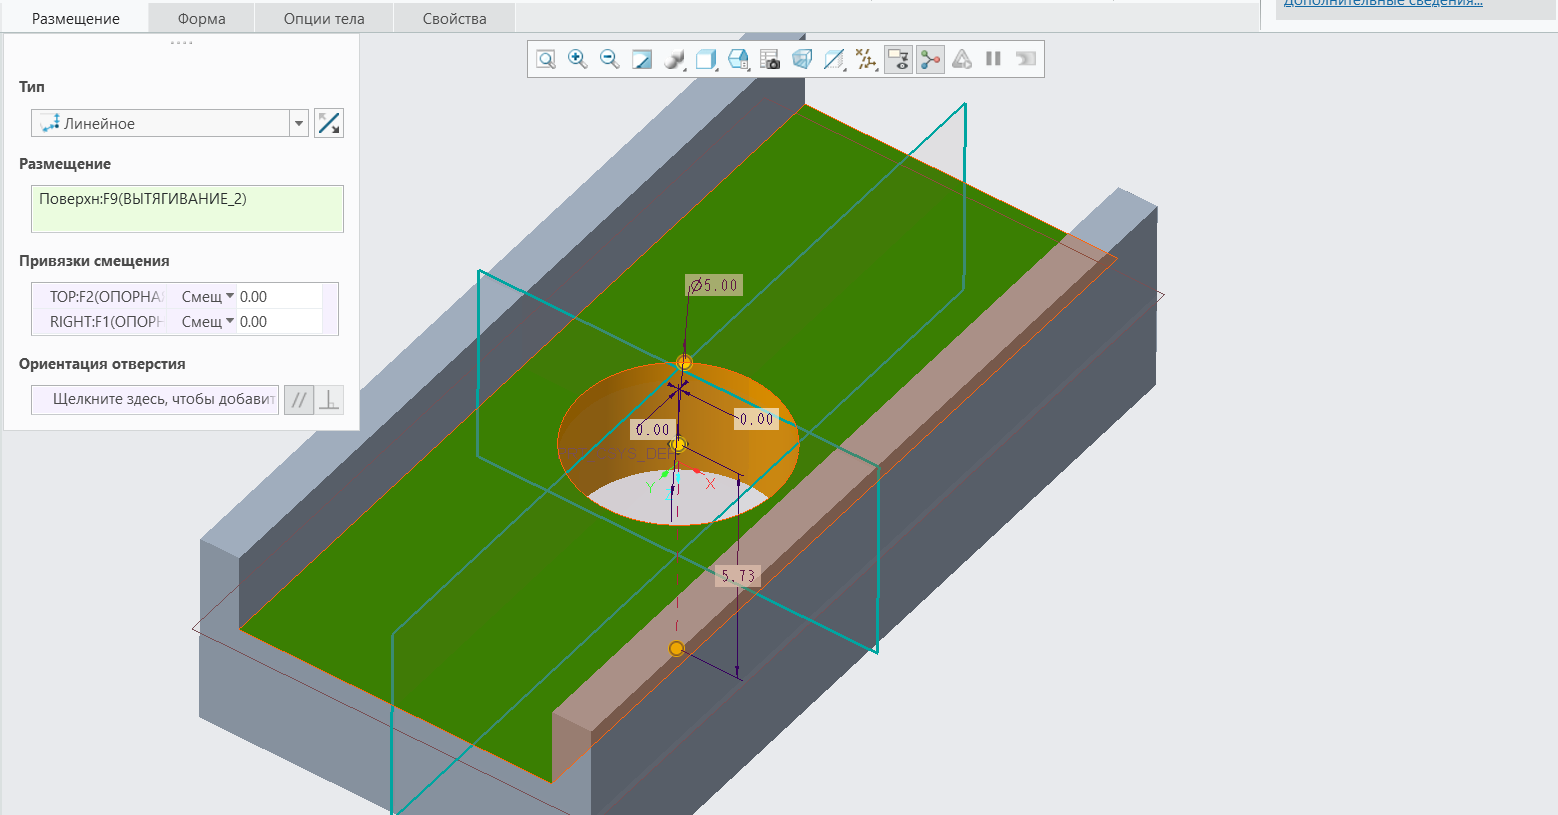 Размещение
Форма
Опции тела
Свойства
Дополнительные сведения...
Тип
Линейное
Размещение
Поверхн:F9(ВЫТЯГИВАНИЕ_2)
Привязки смещения
TOP:F2(ОПОРНА Смещ 0.00
RIGHT:F1(ОПОРН Смещ 0.00
Ориентация отверстия
Щелкните здесь, чтобы добавит
Ø5.00
0.00
0.00
Y
X
5.73